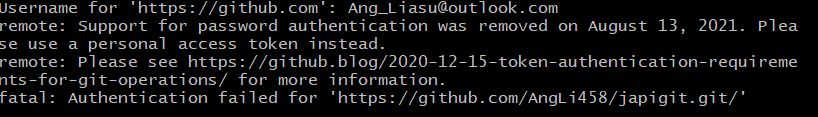 Username for 'https://github.com': Ang_Liasu@outlook.com
remote: Support for password authentication was removed on August 13, 2021. Plea
se use a personal access token instead.
remote: Please see https://github.blog/2020-12-15-token-authentication-requireme
nts-for-git-operations/ for more information.
fatal: Authentication failed for 'https://github.com/AngLi458/japigit.git/'